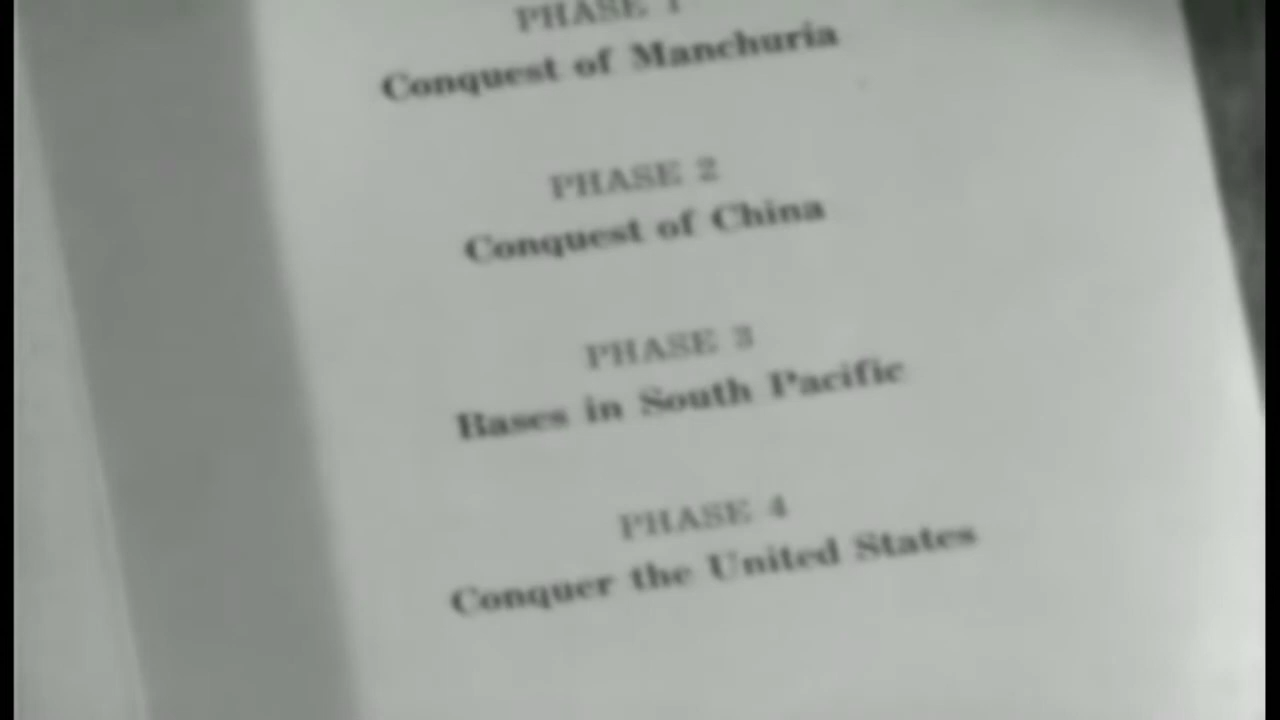 PHASE 1
Conquest of Manchuria
PHASE 2
Conquest of China
PHASE 3
Bases in South Pacific
PHASE 4
Conquer the United States